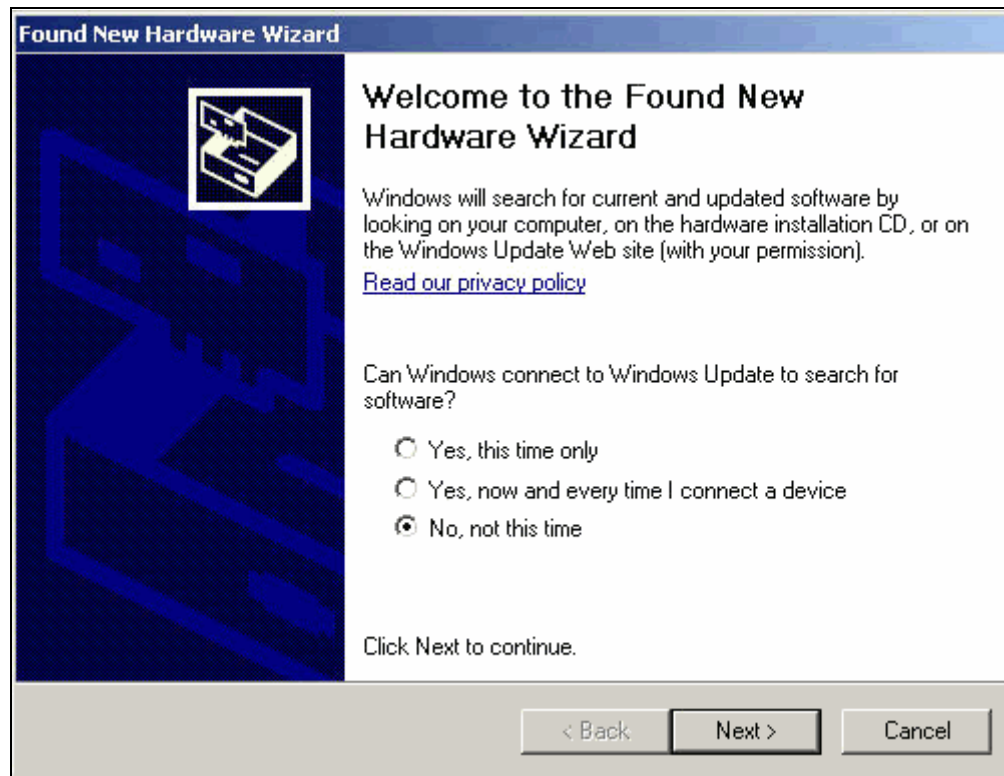 Found New Hardware Wizard
Welcome to the Found New
Hardware Wizard
Windows will search for current and updated software by
looking on your computer, on the hardware installation CD, or on
the Windows Update Web site (with your permission).
Read our privacy policy
Can Windows connect to Windows Update to search for
software?
Yes, this time only
Yes, now and every time I connect a device
No, not this time
Click Next to continue.
< Back
Next >
Cancel